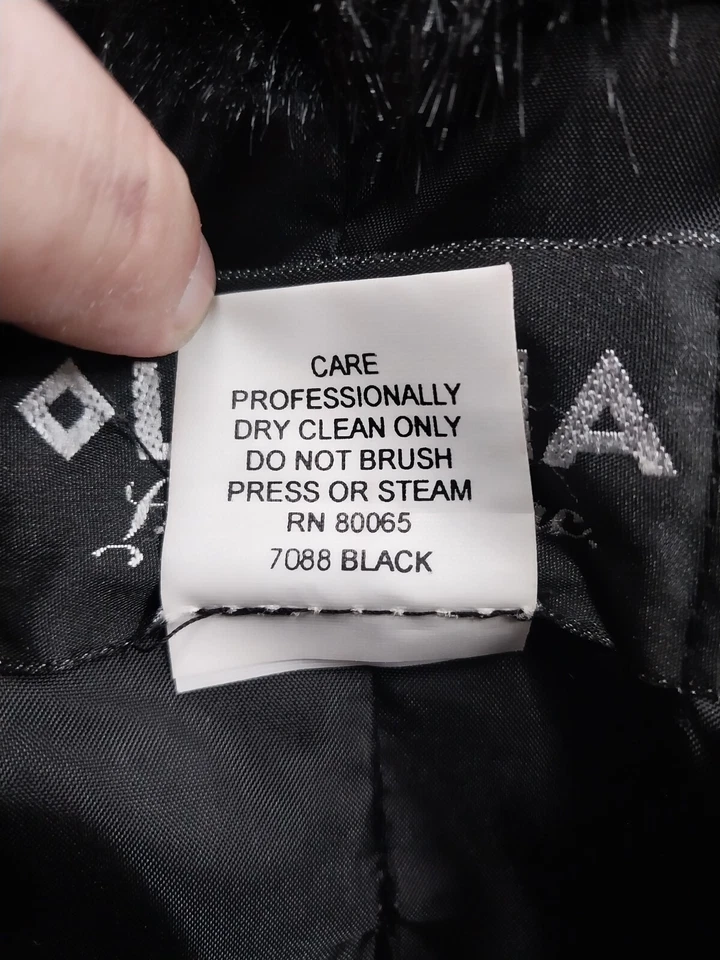 CARE
PROFESSIONALLY
DRY CLEAN ONLY
DO NOT BRUSH
PRESS OR STEAM
RN 80065
7088 BLACK